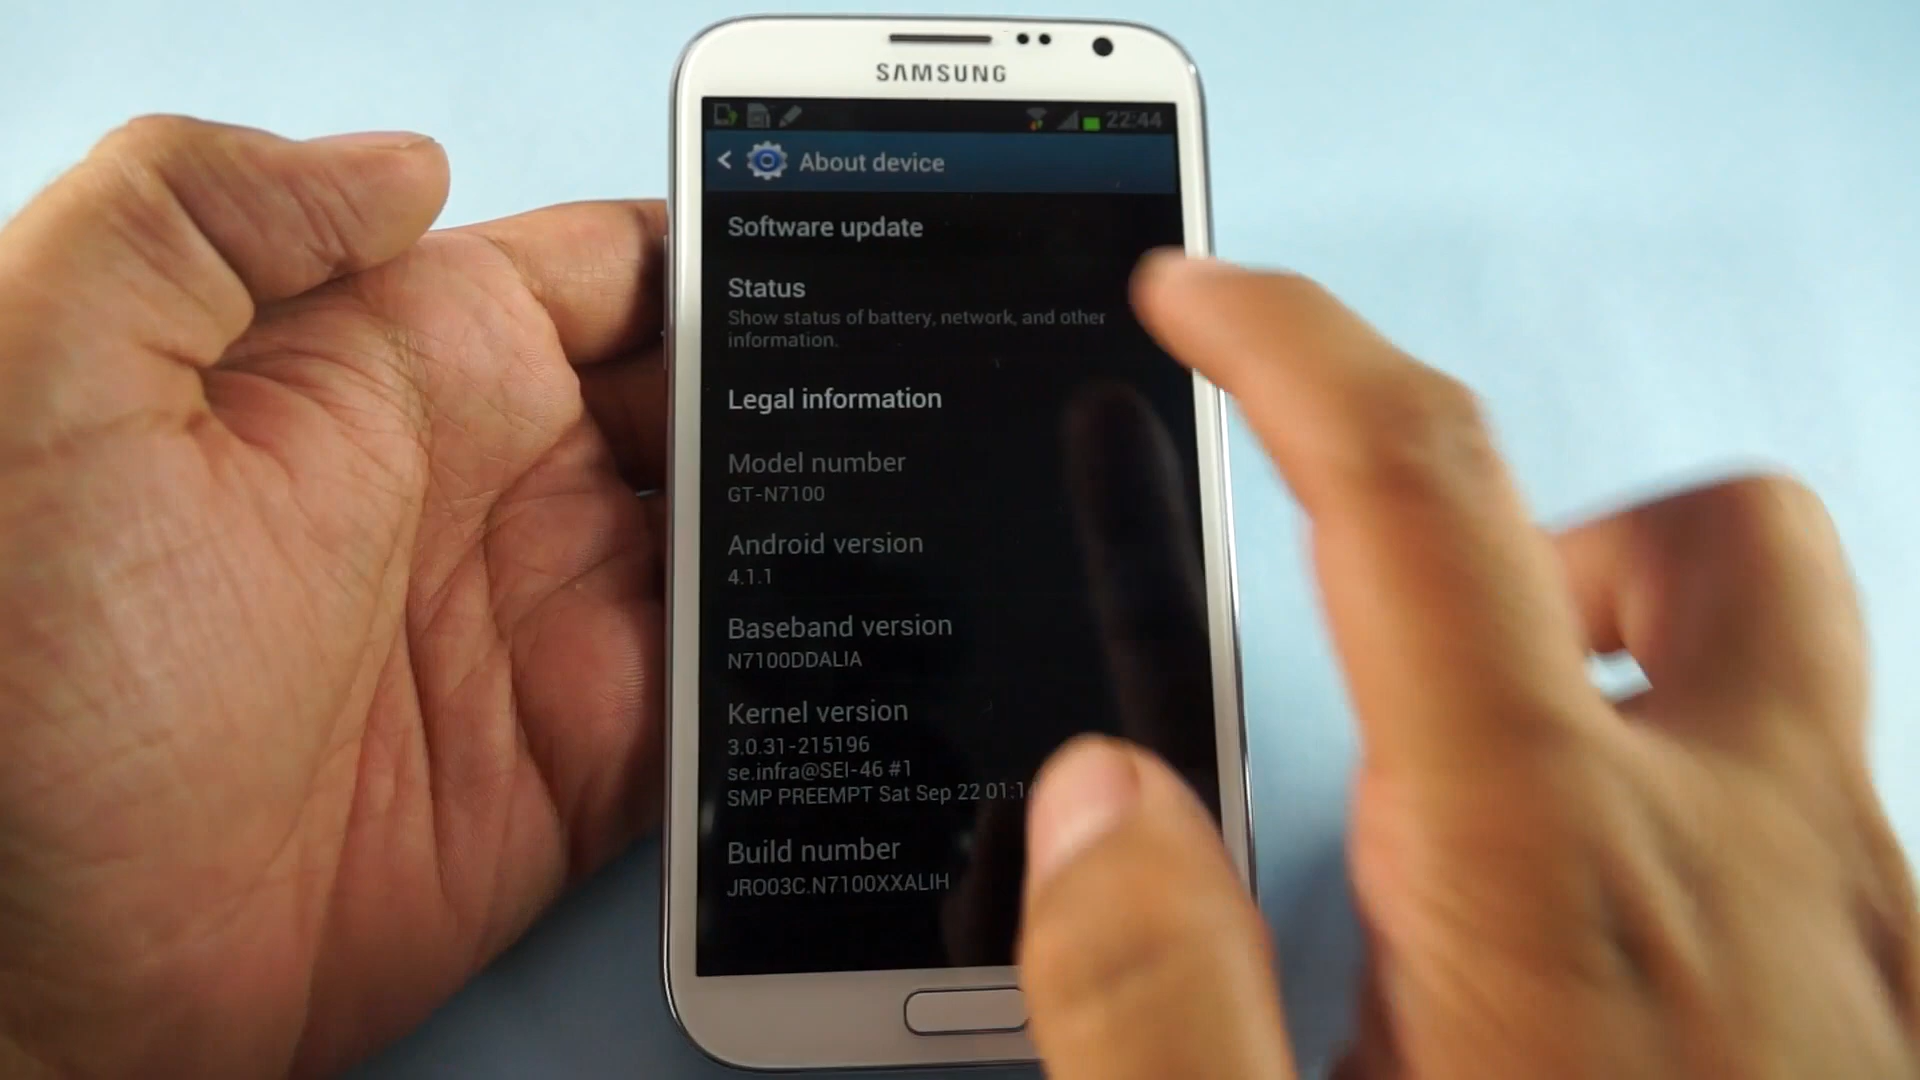 SAMSUNG
22:44
About device
Software update
Status
Show status of battery, network, and other
information.
Legal information
Model number
GT-N7100
Android version
4.1.1
Baseband version
N7100DDALIA
Kernel version
3.0.31-215196
se.infra@SEI-46 #1
SMP PREEMPT Sat Sep 22 01:1
Build number
JRO03C.N7100XXALIH